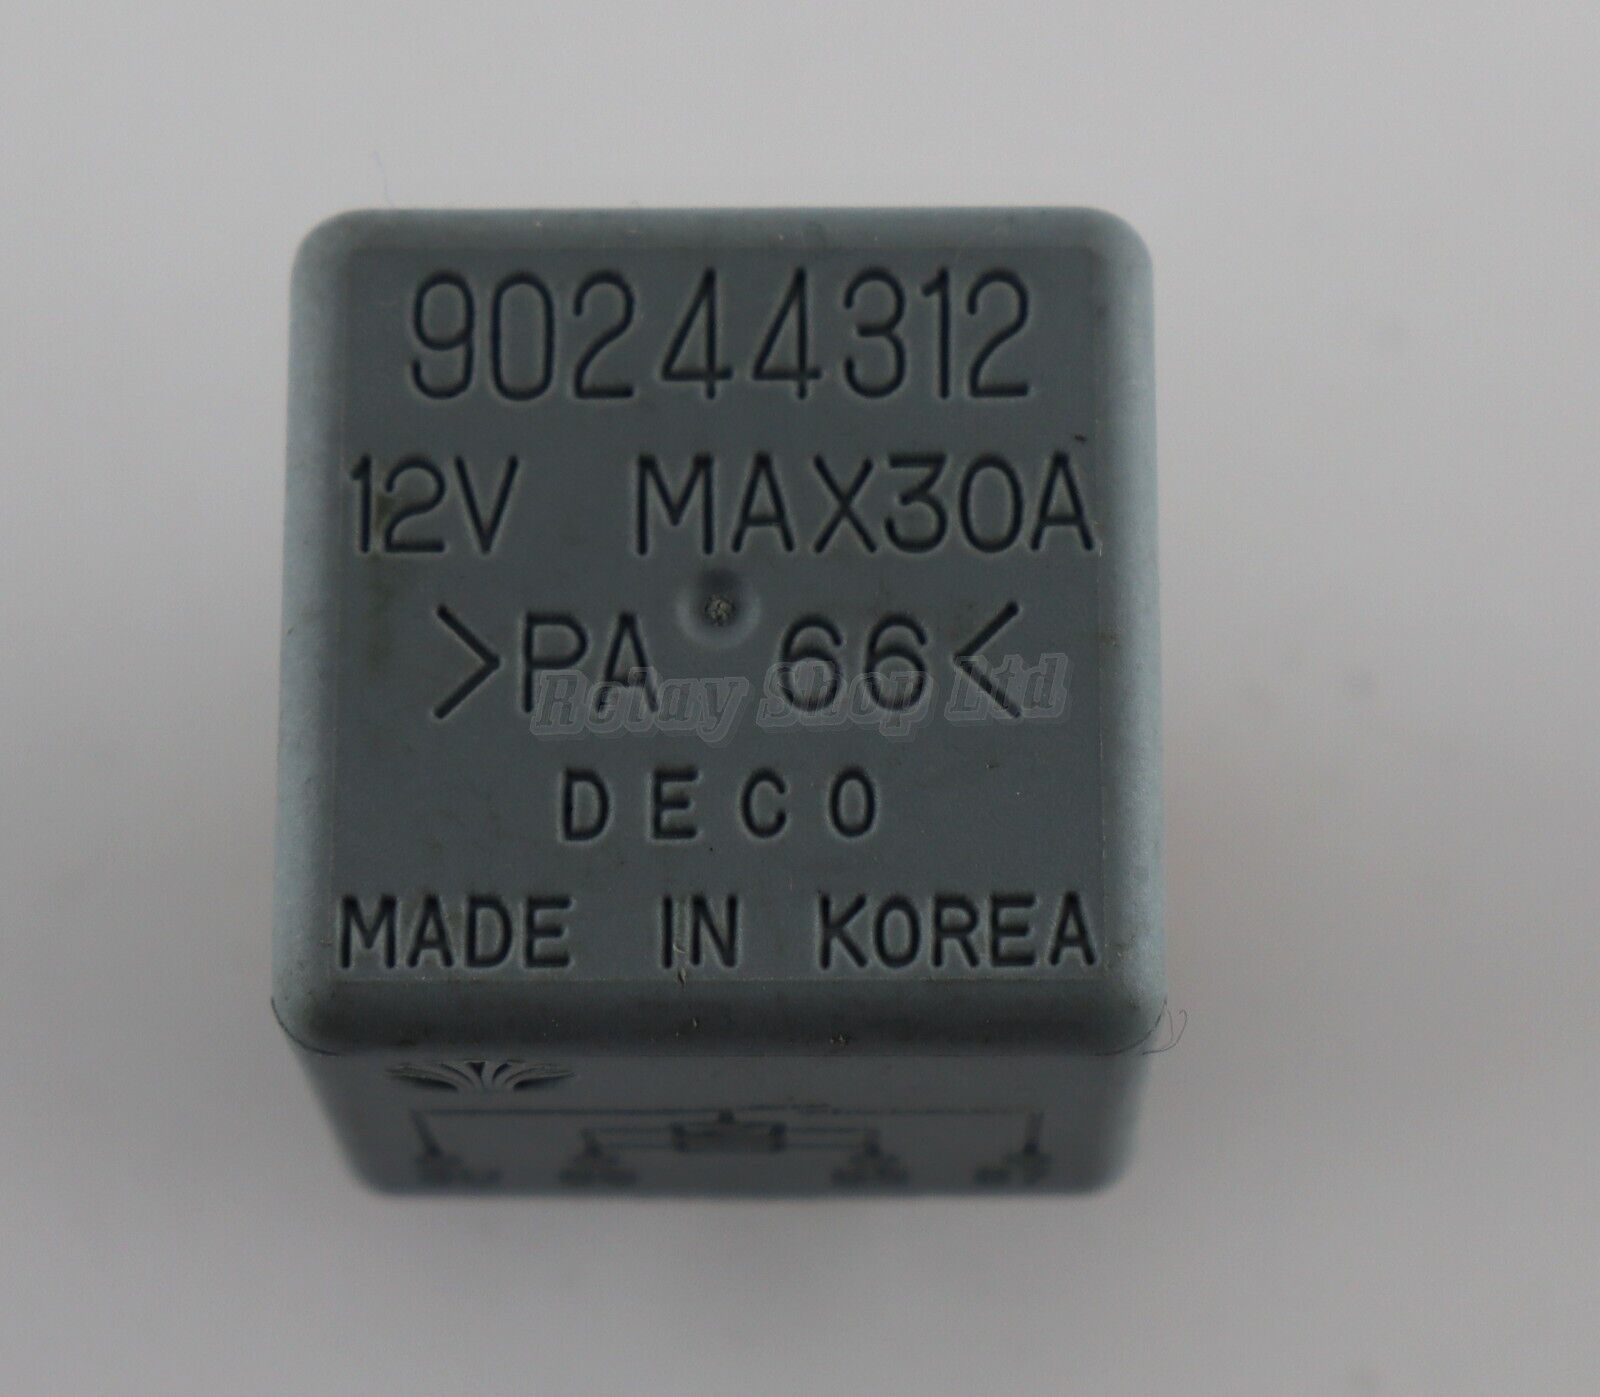 90244312
12V MAX30A
>PA 66<
Relay Shop Ltd
DECO
MADE IN KOREA